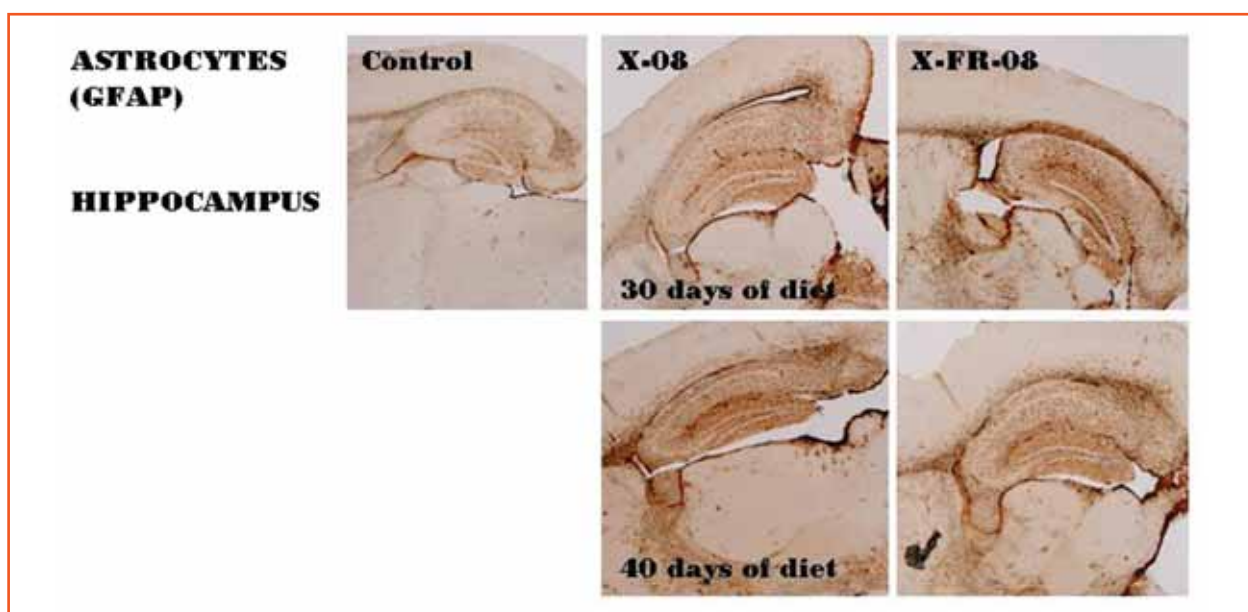 ASTROCYTES
(GFAP)
HIPPOCAMPUS
Control
X-08
X-FR-08
30 days of diet
40 days of diet